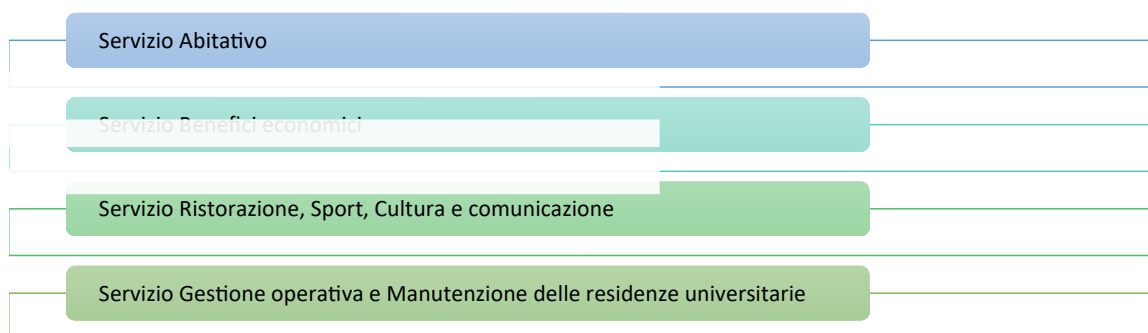 Servizio Abitativo
Servizio Benefici economici
Servizio Ristorazione, Sport, Cultura e comunicazione
Servizio Gestione operativa e Manutenzione delle residenze universitarie